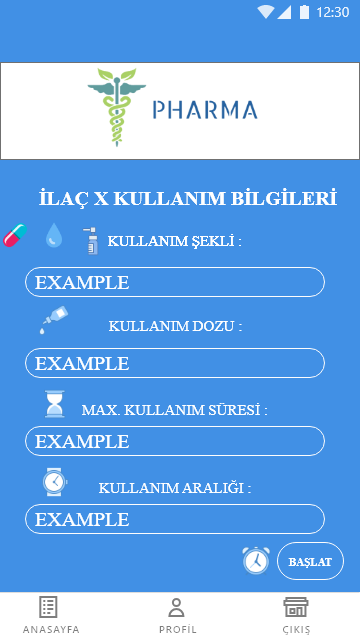 12:30
PHARMA
İLAÇ X KULLANIM BİLGİLERİ
KULLANIM ŞEKLİ :
EXAMPLE
KULLANIM DOZU :
EXAMPLE
MAX. KULLANIM SÜRESİ :
EXAMPLE
KULLANIM ARALIĞI :
EXAMPLE
BAŞLAT
ANASAYFA PROFİL ÇIKIŞ